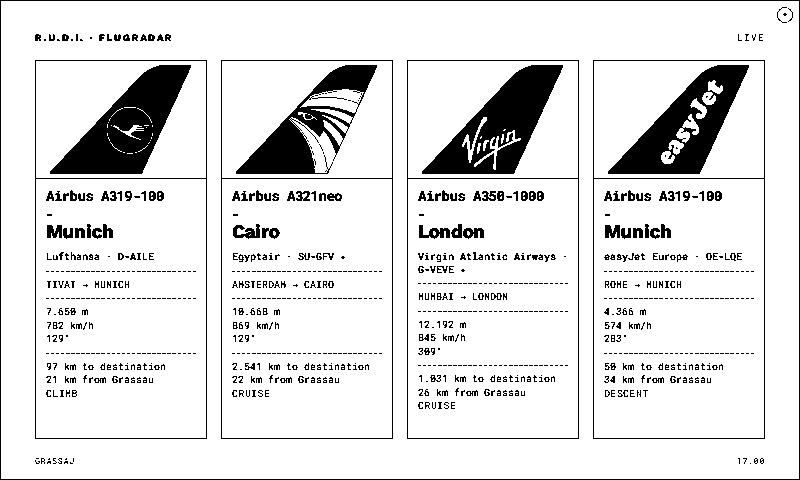 R.U.D.I. · FLUGRADAR
LIVE
Virgin
easyJet
Airbus A319-100
-
Munich
Lufthansa · D-AILE
TIVAT → MUNICH
7.650 m
782 km/h
129°
97 km to destination
21 km from Grassau
CLIMB
Airbus A321neo
-
Cairo
Egyptair · SU-GFV ✦
AMSTERDAM → CAIRO
10.668 m
869 km/h
129°
2.541 km to destination
22 km from Grassau
CRUISE
Airbus A350-1000
-
London
Virgin Atlantic Airways ·
G-VEVE ✦
MUMBAI → LONDON
12.192 m
845 km/h
309°
1.031 km to destination
26 km from Grassau
CRUISE
Airbus A319-100
-
Munich
easyJet Europe · OE-LQE
ROME → MUNICH
4.366 m
574 km/h
283°
50 km to destination
34 km from Grassau
DESCENT
GRASSAU
17.00